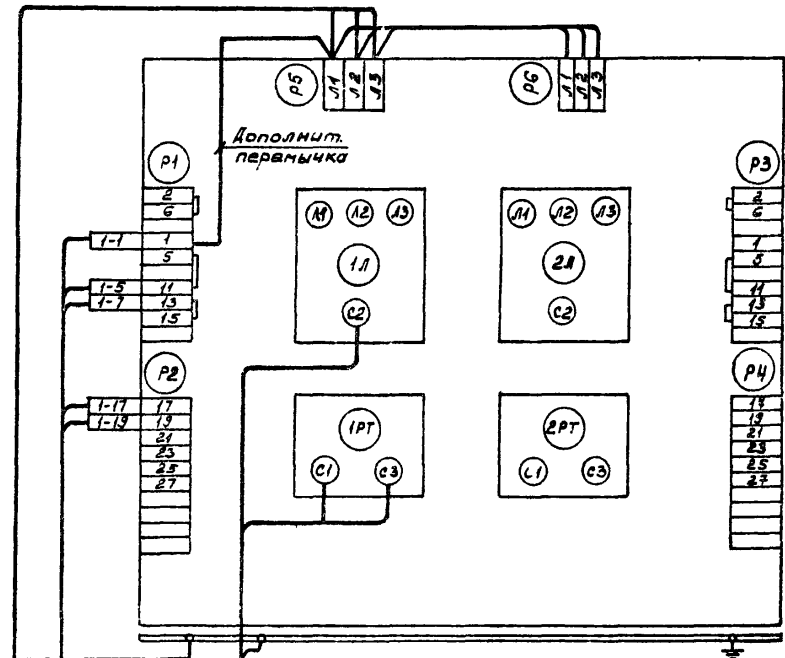 Р5
Л1
Л2
Л3
Р6
Л1
Л2
Л3
Дополнит.
перемычка
Р1
2
6
1-1
1
5
1-5
11
1-7
13
15
Р3
2
6
1
5
11
13
15
Л1 Л2 Л3
1Л
С2
Л1 Л2 Л3
2Л
С2
Р2
1-17
17
1-19
19
21
23
25
27
Р4
17
19
21
23
25
27
1РТ
С1 С3
2РТ
С1 С3